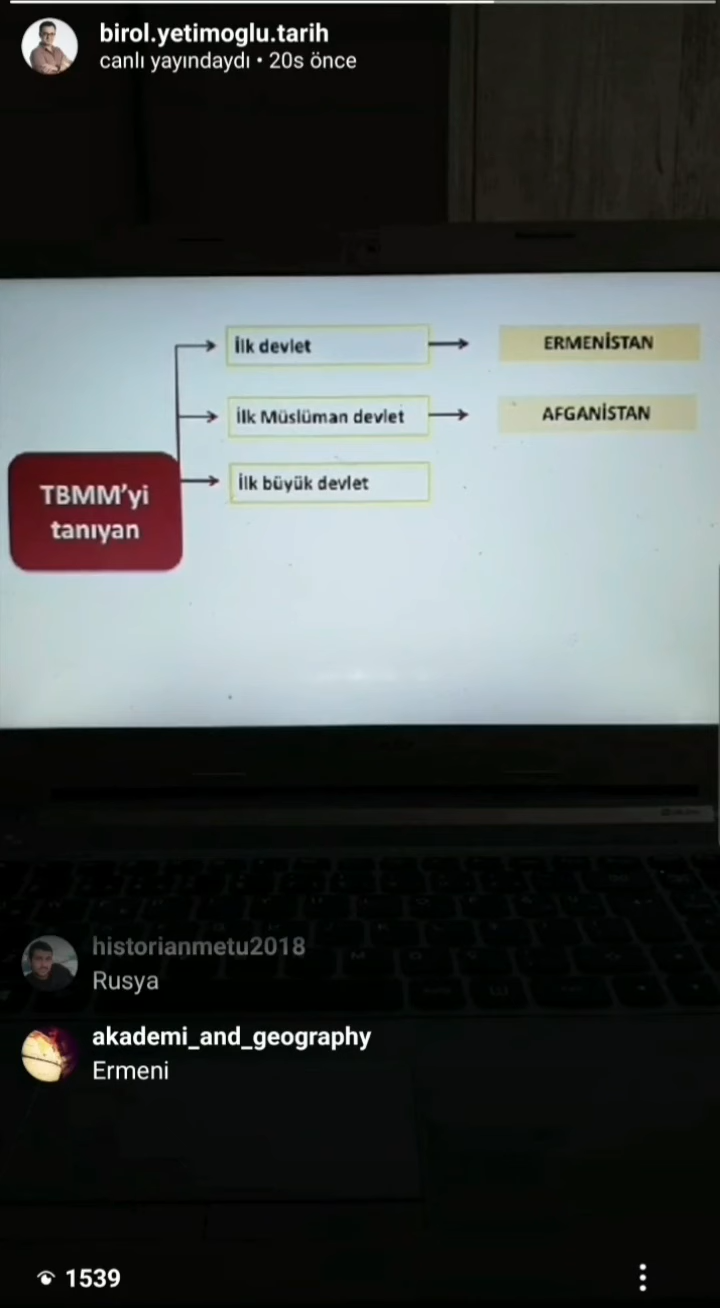 birol.yetimoglu.tarih
canlı yayındaydı • 20s önce
İlk devlet
ERMENİSTAN
İlk Müslüman devlet
AFGANİSTAN
İlk büyük devlet
TBMM'yi
tanıyan
historianmetu2018
Rusya
akademi_and_geography
Ermeni
1539